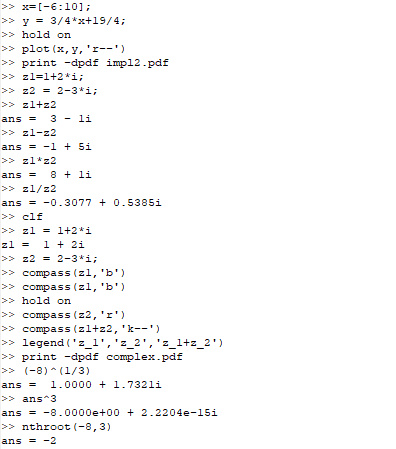 >> x=[-6:10];
>> y = 3/4*x+19/4;
>> hold on
>> plot(x,y,'r--')
>> print -dpdf impl2.pdf
>> z1=1+2*i;
>> z2 = 2-3*i;
>> z1+z2
ans =  3 - 1i
>> z1-z2
ans = -1 + 5i
>> z1*z2
ans =  8 + 1i
>> z1/z2
ans = -0.3077 + 0.5385i
>> clf
>> z1 = 1+2*i
z1 =  1 + 2i
>> z2 = 2-3*i;
>> compass(z1,'b')
>> compass(z1,'b')
>> hold on
>> compass(z2,'r')
>> compass(z1+z2,'k--')
>> legend('z_1','z_2','z_1+z_2')
>> print -dpdf complex.pdf
>> (-8)^(1/3)
ans =  1.0000 + 1.7321i
>> ans^3
ans = -8.0000e+00 + 2.2204e-15i
>> nthroot(-8,3)
ans = -2